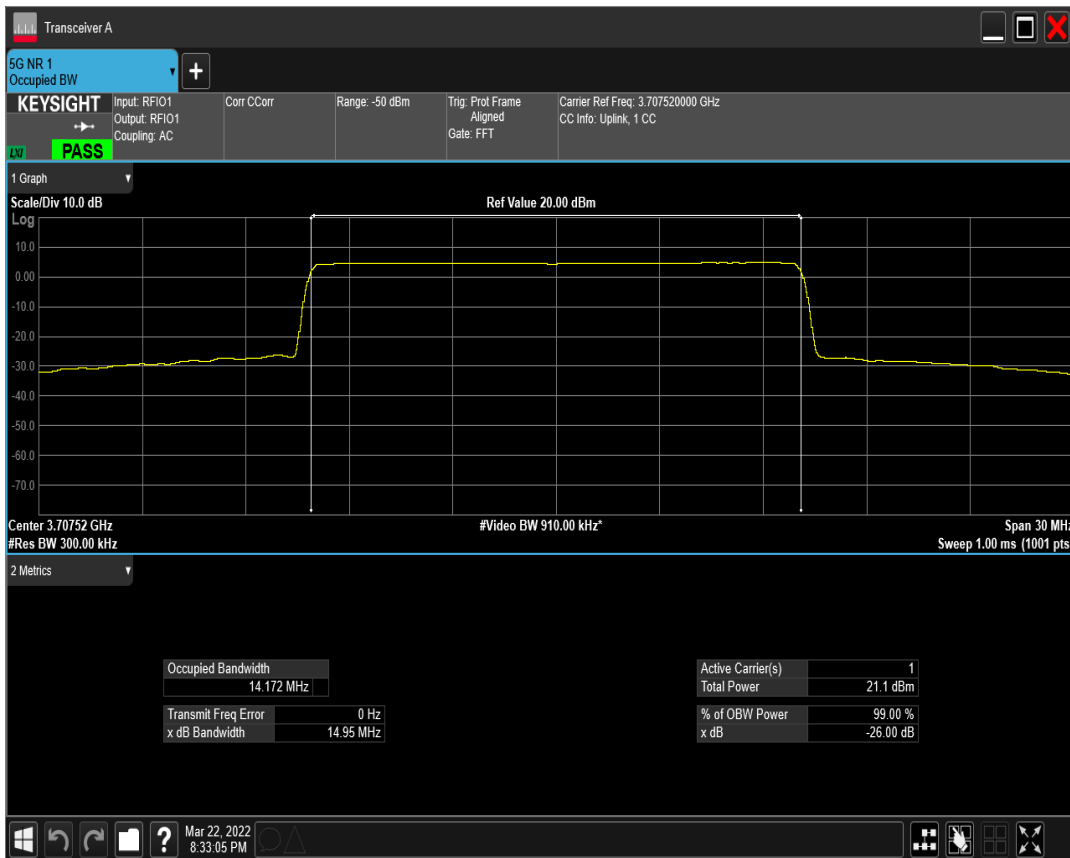 Transceiver A
5G NR 1
Occupied BW
+
KEYSIGHT
LXI
PASS
Input: RFIO1
Output: RFIO1
Coupling: AC
Corr CCorr
Range: -50 dBm
Trig: Prot Frame
Aligned
Gate: FFT
Carrier Ref Freq: 3.707520000 GHz
CC Info: Uplink, 1 CC
1 Graph
Scale/Div 10.0 dB
Ref Value 20.00 dBm
Log
10.0
0.00
-10.0
-20.0
-30.0
-40.0
-50.0
-60.0
-70.0
Center 3.70752 GHz
#Video BW 910.00 kHz*
Span 30 MHz
#Res BW 300.00 kHz
Sweep 1.00 ms (1001 pts
2 Metrics
Occupied Bandwidth
14.172 MHz
Transmit Freq Error 0 Hz
x dB Bandwidth 14.95 MHz
Active Carrier(s) 1
Total Power 21.1 dBm
% of OBW Power 99.00 %
x dB -26.00 dB
?
Mar 22, 2022
8:33:05 PM